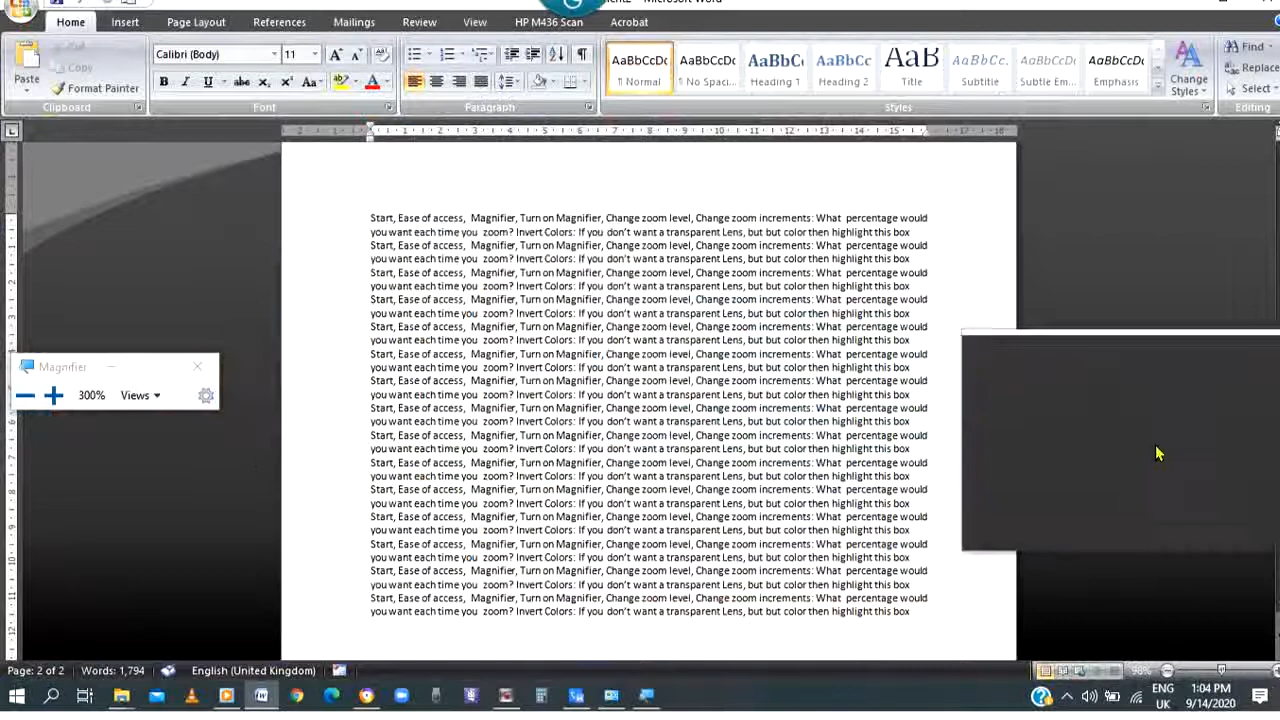 Microsoft Word
Home Insert Page Layout References Mailings Review View HP M436 Scan Acrobat
Calibri (Body) 11 AaBbCcDc AaBbCcDc AaBbC AaBbCc AaB AaBbCc. AaBbCcDc AaBbCcDc Find
Paste Copy Replace
Format Painter B I U abc x₂ x² Aa A ¶ Normal ¶ No Spaci... Heading 1 Heading 2 Title Subtitle Subtle Em... Emphasis Change Styles Select
Clipboard Font Paragraph Styles Editing
2 1 1 2 3 4 5 6 7 8 9 10 11 12 13 14 15 17 18
Start, Ease of access, Magnifier, Turn on Magnifier, Change zoom level, Change zoom increments: What percentage would
you want each time you zoom? Invert Colors: If you don't want a transparent Lens, but but color then highlight this box
Start, Ease of access, Magnifier, Turn on Magnifier, Change zoom level, Change zoom increments: What percentage would
you want each time you zoom? Invert Colors: If you don't want a transparent Lens, but but color then highlight this box
Start, Ease of access, Magnifier, Turn on Magnifier, Change zoom level, Change zoom increments: What percentage would
you want each time you zoom? Invert Colors: If you don't want a transparent Lens, but but color then highlight this box
Start, Ease of access, Magnifier, Turn on Magnifier, Change zoom level, Change zoom increments: What percentage would
you want each time you zoom? Invert Colors: If you don't want a transparent Lens, but but color then highlight this box
Start, Ease of access, Magnifier, Turn on Magnifier, Change zoom level, Change zoom increments: What percentage would
you want each time you zoom? Invert Colors: If you don't want a transparent Lens, but but color then highlight this box
Start, Ease of access, Magnifier, Turn on Magnifier, Change zoom level, Change zoom increments: What percentage would
you want each time you zoom? Invert Colors: If you don't want a transparent Lens, but but color then highlight this box
Start, Ease of access, Magnifier, Turn on Magnifier, Change zoom level, Change zoom increments: What percentage would
you want each time you zoom? Invert Colors: If you don't want a transparent Lens, but but color then highlight this box
Start, Ease of access, Magnifier, Turn on Magnifier, Change zoom level, Change zoom increments: What percentage would
you want each time you zoom? Invert Colors: If you don't want a transparent Lens, but but color then highlight this box
Start, Ease of access, Magnifier, Turn on Magnifier, Change zoom level, Change zoom increments: What percentage would
you want each time you zoom? Invert Colors: If you don't want a transparent Lens, but but color then highlight this box
Start, Ease of access, Magnifier, Turn on Magnifier, Change zoom level, Change zoom increments: What percentage would
you want each time you zoom? Invert Colors: If you don't want a transparent Lens, but but color then highlight this box
Start, Ease of access, Magnifier, Turn on Magnifier, Change zoom level, Change zoom increments: What percentage would
you want each time you zoom? Invert Colors: If you don't want a transparent Lens, but but color then highlight this box
Start, Ease of access, Magnifier, Turn on Magnifier, Change zoom level, Change zoom increments: What percentage would
you want each time you zoom? Invert Colors: If you don't want a transparent Lens, but but color then highlight this box
Start, Ease of access, Magnifier, Turn on Magnifier, Change zoom level, Change zoom increments: What percentage would
you want each time you zoom? Invert Colors: If you don't want a transparent Lens, but but color then highlight this box
Start, Ease of access, Magnifier, Turn on Magnifier, Change zoom level, Change zoom increments: What percentage would
you want each time you zoom? Invert Colors: If you don't want a transparent Lens, but but color then highlight this box
Start, Ease of access, Magnifier, Turn on Magnifier, Change zoom level, Change zoom increments: What percentage would
you want each time you zoom? Invert Colors: If you don't want a transparent Lens, but but color then highlight this box
Magnifier
300% Views
Page: 2 of 2 Words: 1,794 English (United Kingdom) 98%
ENG 1:04 PM
UK 9/14/2020